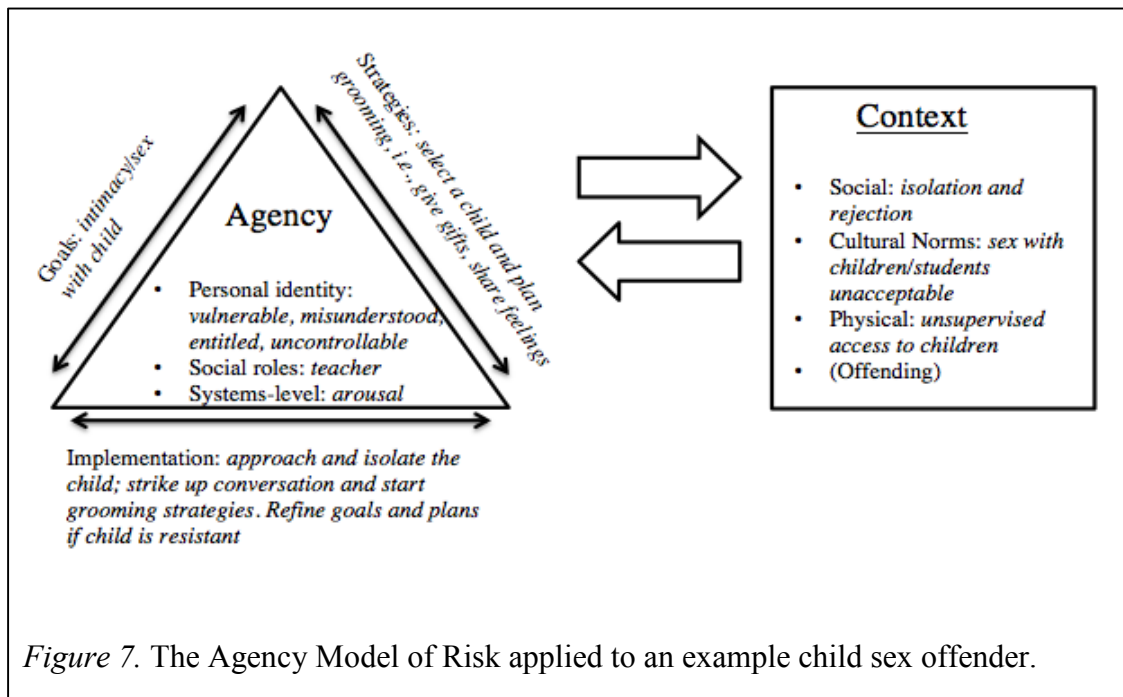 Goals: intimacy/sex
with child
Strategies: select a child and plan
grooming, i.e., give gifts, share feelings
Agency
• Personal identity:
vulnerable, misunderstood,
entitled, uncontrollable
• Social roles: teacher
• Systems-level: arousal
Implementation: approach and isolate the
child; strike up conversation and start
grooming strategies. Refine goals and plans
if child is resistant
Context
• Social: isolation and
rejection
• Cultural Norms: sex with
children/students
unacceptable
• Physical: unsupervised
access to children
• (Offending)
Figure 7. The Agency Model of Risk applied to an example child sex offender.